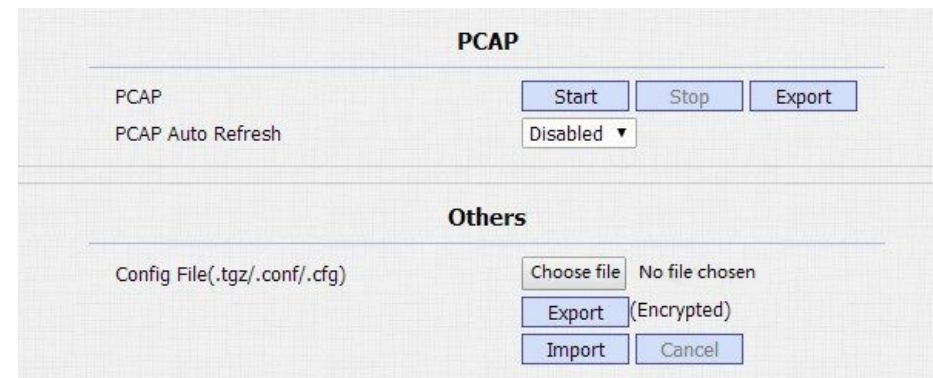 PCAP
PCAP Start Stop Export
PCAP Auto Refresh Disabled
Others
Config File(.tgz/.conf/.cfg) Choose file No file chosen
Export (Encrypted)
Import Cancel